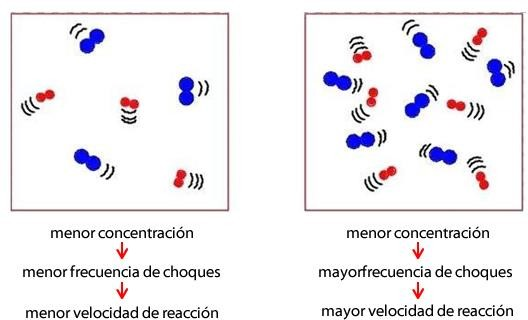 menor concentración
menor frecuencia de choques
menor velocidad de reacción
menor concentración
mayorfrecuencia de choques
mayor velocidad de reacción